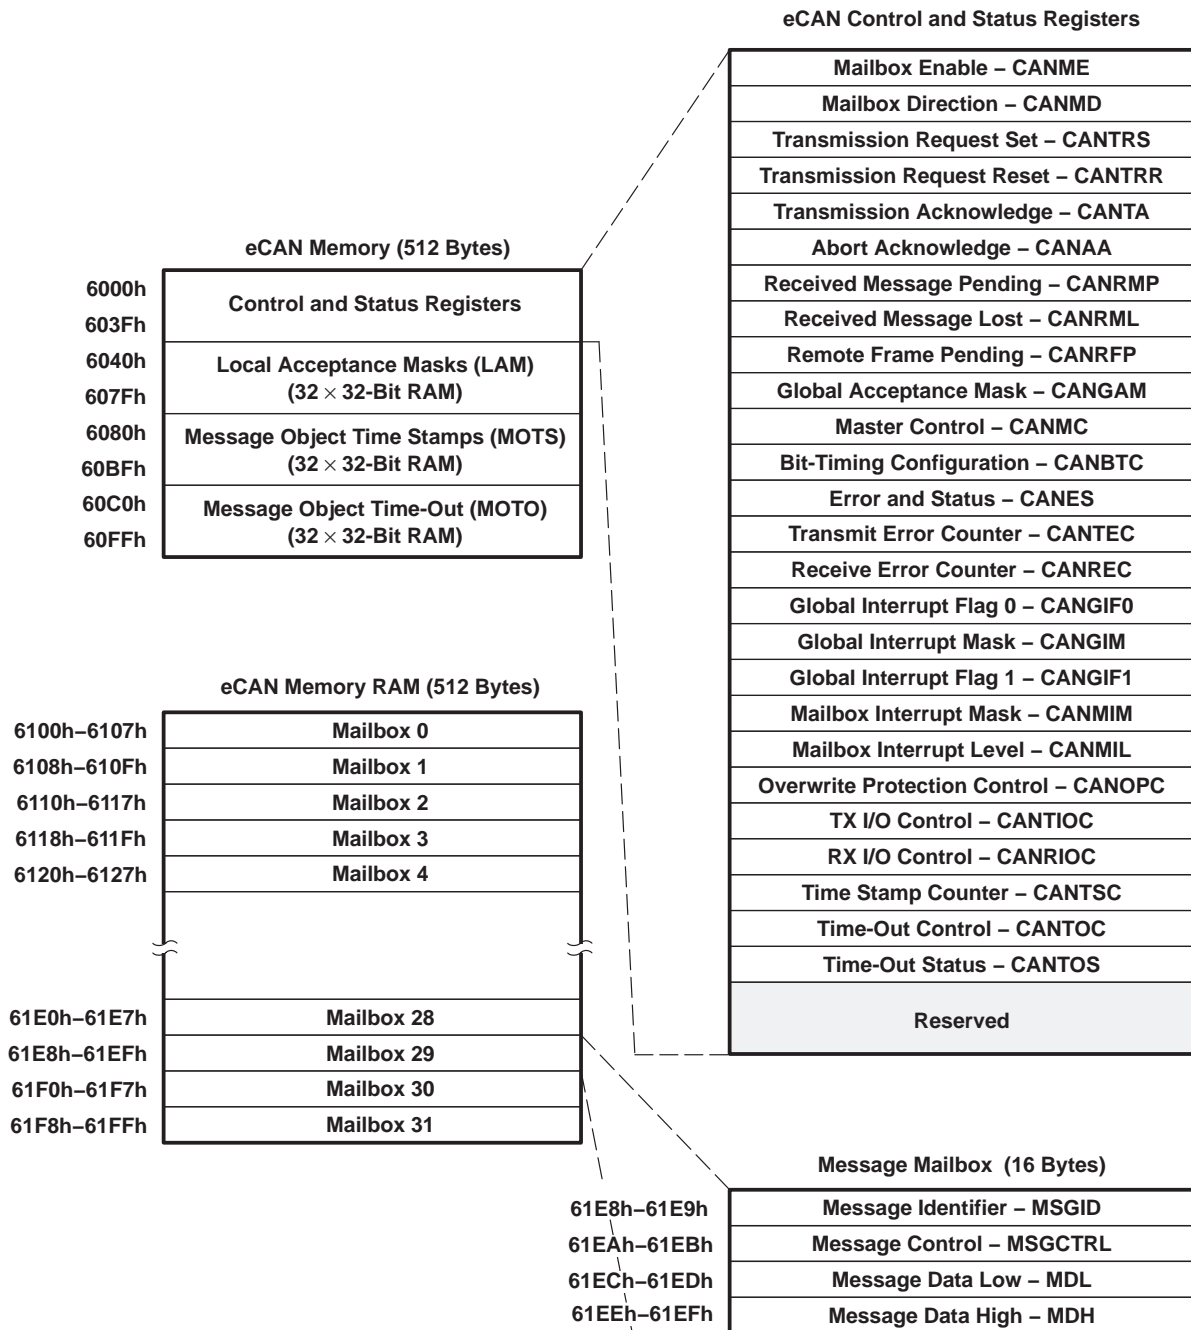 eCAN Control and Status Registers
Mailbox Enable – CANME
Mailbox Direction – CANMD
Transmission Request Set – CANTRS
Transmission Request Reset – CANTRR
Transmission Acknowledge – CANTA
Abort Acknowledge – CANAA
Received Message Pending – CANRMP
Received Message Lost – CANRML
Remote Frame Pending – CANRFP
Global Acceptance Mask – CANGAM
Master Control – CANMC
Bit-Timing Configuration – CANBTC
Error and Status – CANES
Transmit Error Counter – CANTEC
Receive Error Counter – CANREC
Global Interrupt Flag 0 – CANGIF0
Global Interrupt Mask – CANGIM
Global Interrupt Flag 1 – CANGIF1
Mailbox Interrupt Mask – CANMIM
Mailbox Interrupt Level – CANMIL
Overwrite Protection Control – CANOPC
TX I/O Control – CANTIOC
RX I/O Control – CANRIOC
Time Stamp Counter – CANTSC
Time-Out Control – CANTOC
Time-Out Status – CANTOS
Reserved
eCAN Memory (512 Bytes)
6000h
Control and Status Registers
603Fh
6040h
Local Acceptance Masks (LAM)
(32 × 32-Bit RAM)
607Fh
6080h
Message Object Time Stamps (MOTS)
(32 × 32-Bit RAM)
60BFh
60C0h
Message Object Time-Out (MOTO)
(32 × 32-Bit RAM)
60FFh
eCAN Memory RAM (512 Bytes)
6100h–6107h Mailbox 0
6108h–610Fh Mailbox 1
6110h–6117h Mailbox 2
6118h–611Fh Mailbox 3
6120h–6127h Mailbox 4
61E0h–61E7h Mailbox 28
61E8h–61EFh Mailbox 29
61F0h–61F7h Mailbox 30
61F8h–61FFh Mailbox 31
Message Mailbox (16 Bytes)
61E8h–61E9h Message Identifier – MSGID
61EAh–61EBh Message Control – MSGCTRL
61ECh–61EDh Message Data Low – MDL
61EEh–61EFh Message Data High – MDH